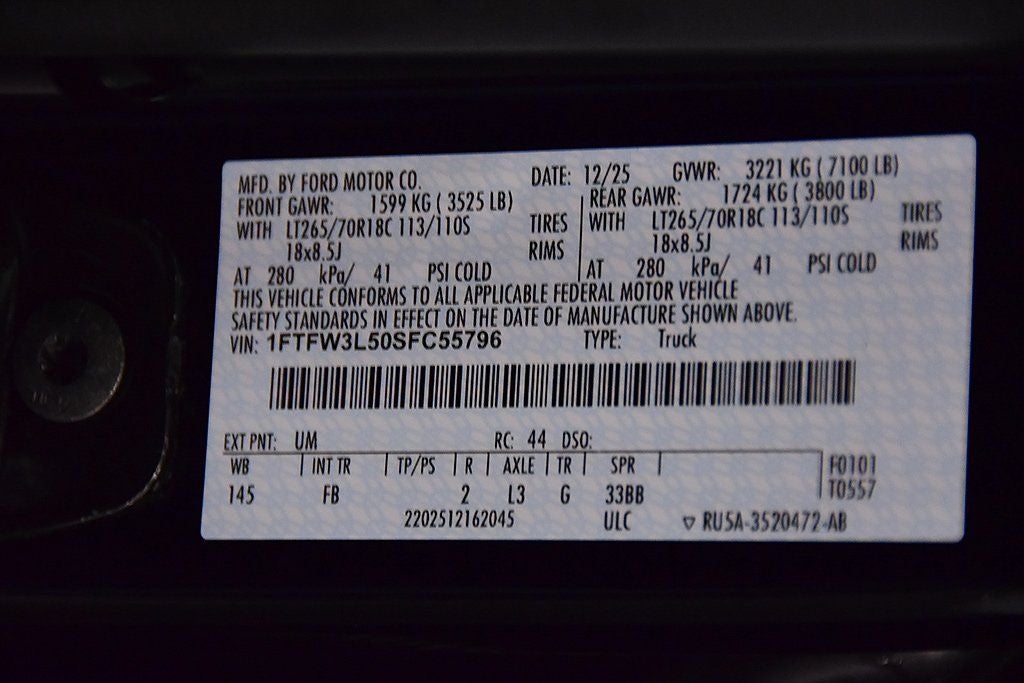 MFD. BY FORD MOTOR CO. DATE: 12/25 GVWR: 3221 KG ( 7100 LB)
FRONT GAWR: 1599 KG ( 3525 LB) REAR GAWR: 1724 KG ( 3800 LB)
WITH LT265/70R18C 113/110S TIRES WITH LT265/70R18C 113/110S TIRES
18x8.5J RIMS 18x8.5J RIMS
AT 280 kPa/ 41 PSI COLD AT 280 kPa/ 41 PSI COLD
THIS VEHICLE CONFORMS TO ALL APPLICABLE FEDERAL MOTOR VEHICLE
SAFETY STANDARDS IN EFFECT ON THE DATE OF MANUFACTURE SHOWN ABOVE.
VIN: 1FTFW3L50SFC55796 TYPE: Truck
EXT PNT: UM RC: 44 DSO:
WB INT TR TP/PS R AXLE TR SPR F0101
145 FB 2 L3 G 33BB T0557
2202512162045 ULC ▽ RU5A-3520472-AB